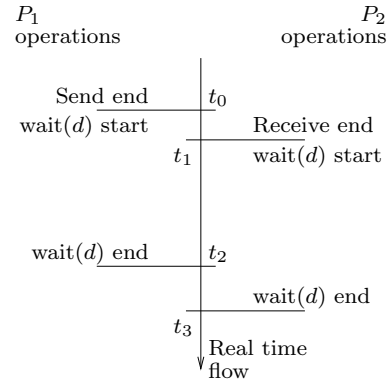 P₁
operations
P₂
operations
Send end
t₀
wait(d) start
Receive end
t₁
wait(d) start
wait(d) end
t₂
wait(d) end
t₃
Real time
flow